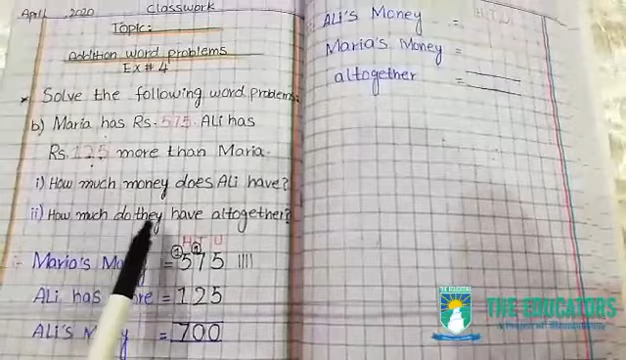 April ,2020 Classwork
Topic:
Addition word problems
Ex # 4
* Solve the following word problems:
b) Maria has Rs. 575. Ali has
Rs. 125 more than Maria.
i) How much money does Ali have?
ii) How much do they have altogether?
H T U
1 1
Maria's = 575
Ali has = 125
Ali's = 700
Ali's Money =
H T U
Maria's Money =
altogether =
THE EDUCATORS